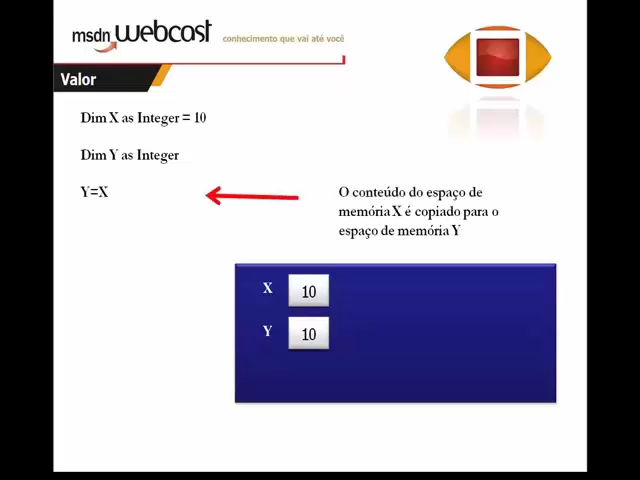 msdn webcast conhecimento que vai até você
Valor
Dim X as Integer = 10
Dim Y as Integer
Y=X
O conteúdo do espaço de
memória X é copiado para o
espaço de memória Y
X 10
Y 10